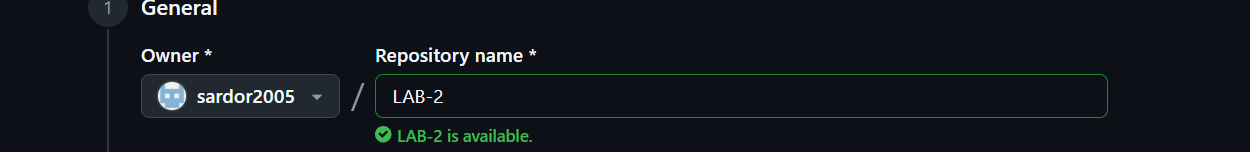 1 General
Owner * Repository name *
sardor2005 / LAB-2
LAB-2 is available.